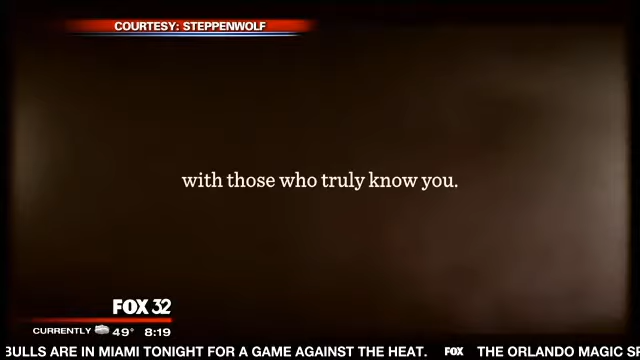 COURTESY: STEPPENWOLF
with those who truly know you.
FOX 32
CURRENTLY 49° 8:19
BULLS ARE IN MIAMI TONIGHT FOR A GAME AGAINST THE HEAT. FOX THE ORLANDO MAGIC